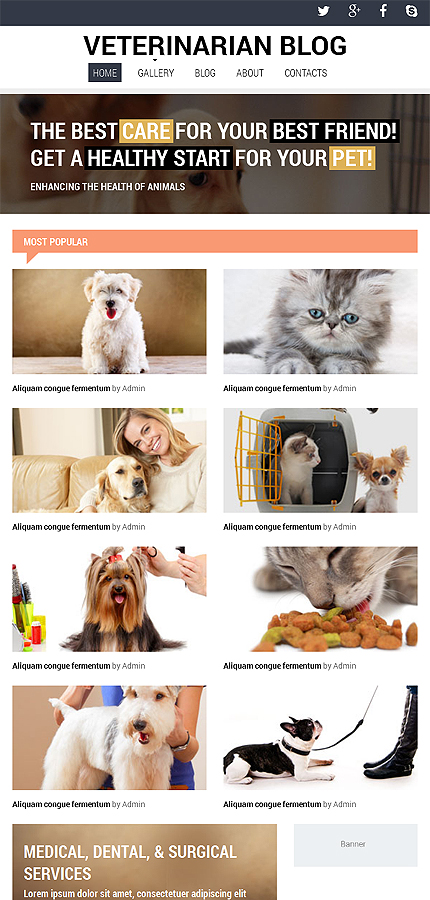 VETERINARIAN BLOG
HOME GALLERY BLOG ABOUT CONTACTS
THE BEST CARE FOR YOUR BEST FRIEND!
GET A HEALTHY START FOR YOUR PET!
ENHANCING THE HEALTH OF ANIMALS
MOST POPULAR
Aliquam congue fermentum by Admin
Aliquam congue fermentum by Admin
Aliquam congue fermentum by Admin
Aliquam congue fermentum by Admin
Aliquam congue fermentum by Admin
Aliquam congue fermentum by Admin
Aliquam congue fermentum by Admin
Aliquam congue fermentum by Admin
MEDICAL, DENTAL, & SURGICAL
SERVICES
Lorem ipsum dolor sit amet, consectetuer adipiscing elit
Banner